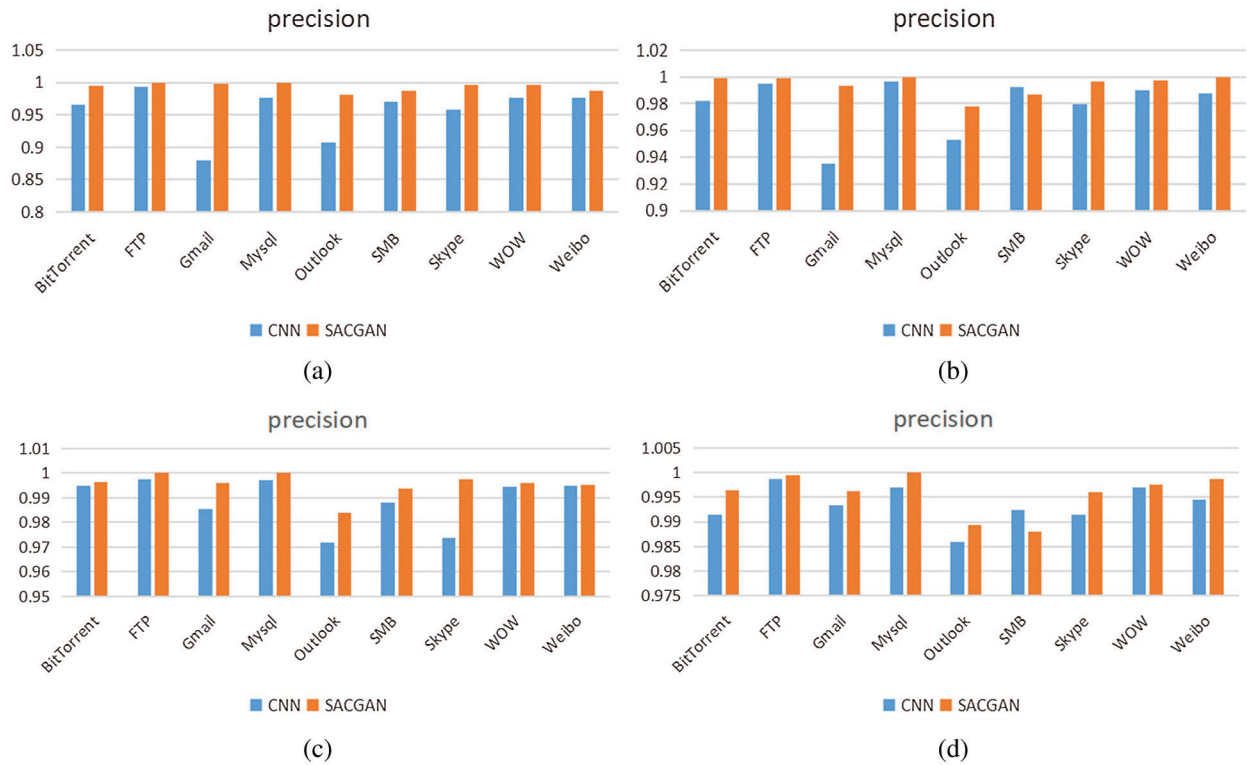 precision
1.05
1
0.95
0.9
0.85
0.8
BitTorrent
FTP
Gmail
Mysql
Outlook
SMB
Skype
WOW
Weibo
CNN SACGAN
(a)
precision
1.02
1
0.98
0.96
0.94
0.92
0.9
BitTorrent
FTP
Gmail
Mysql
Outlook
SMB
Skype
WOW
Weibo
CNN SACGAN
(b)
precision
1.01
1
0.99
0.98
0.97
0.96
0.95
BitTorrent
FTP
Gmail
Mysql
Outlook
SMB
Skype
WOW
Weibo
CNN SACGAN
(c)
precision
1.005
1
0.995
0.99
0.985
0.98
0.975
BitTorrent
FTP
Gmail
Mysql
Outlook
SMB
Skype
WOW
Weibo
CNN SACGAN
(d)